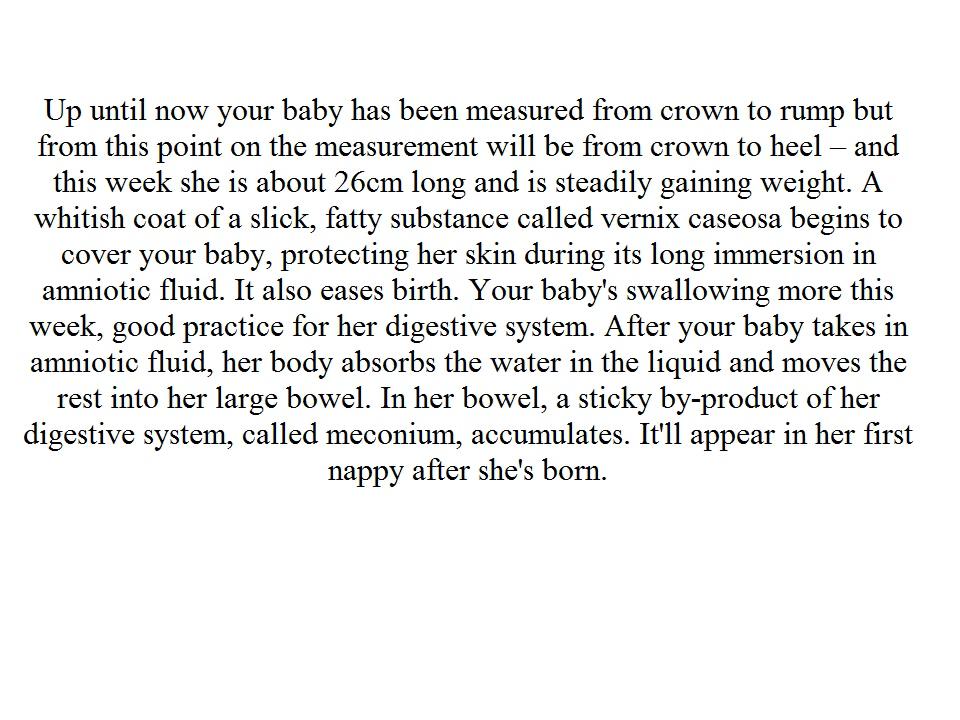 Up until now your baby has been measured from crown to rump but
from this point on the measurement will be from crown to heel – and
this week she is about 26cm long and is steadily gaining weight. A
whitish coat of a slick, fatty substance called vernix caseosa begins to
cover your baby, protecting her skin during its long immersion in
amniotic fluid. It also eases birth. Your baby's swallowing more this
week, good practice for her digestive system. After your baby takes in
amniotic fluid, her body absorbs the water in the liquid and moves the
rest into her large bowel. In her bowel, a sticky by-product of her
digestive system, called meconium, accumulates. It'll appear in her first
nappy after she's born.